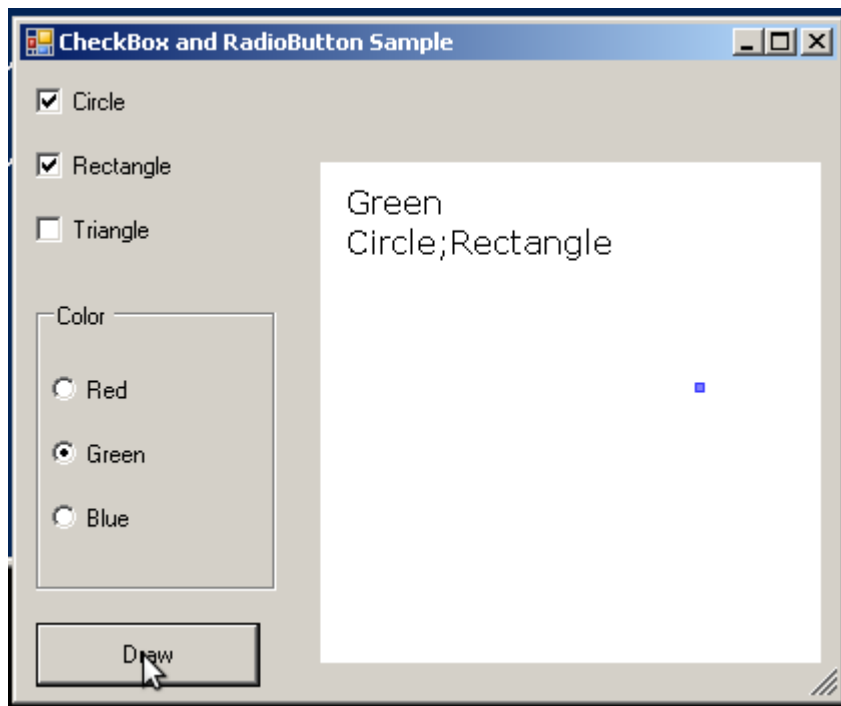 CheckBox and RadioButton Sample
Circle
Rectangle
Triangle
Green
Circle;Rectangle
Color
Red
Green
Blue
Draw